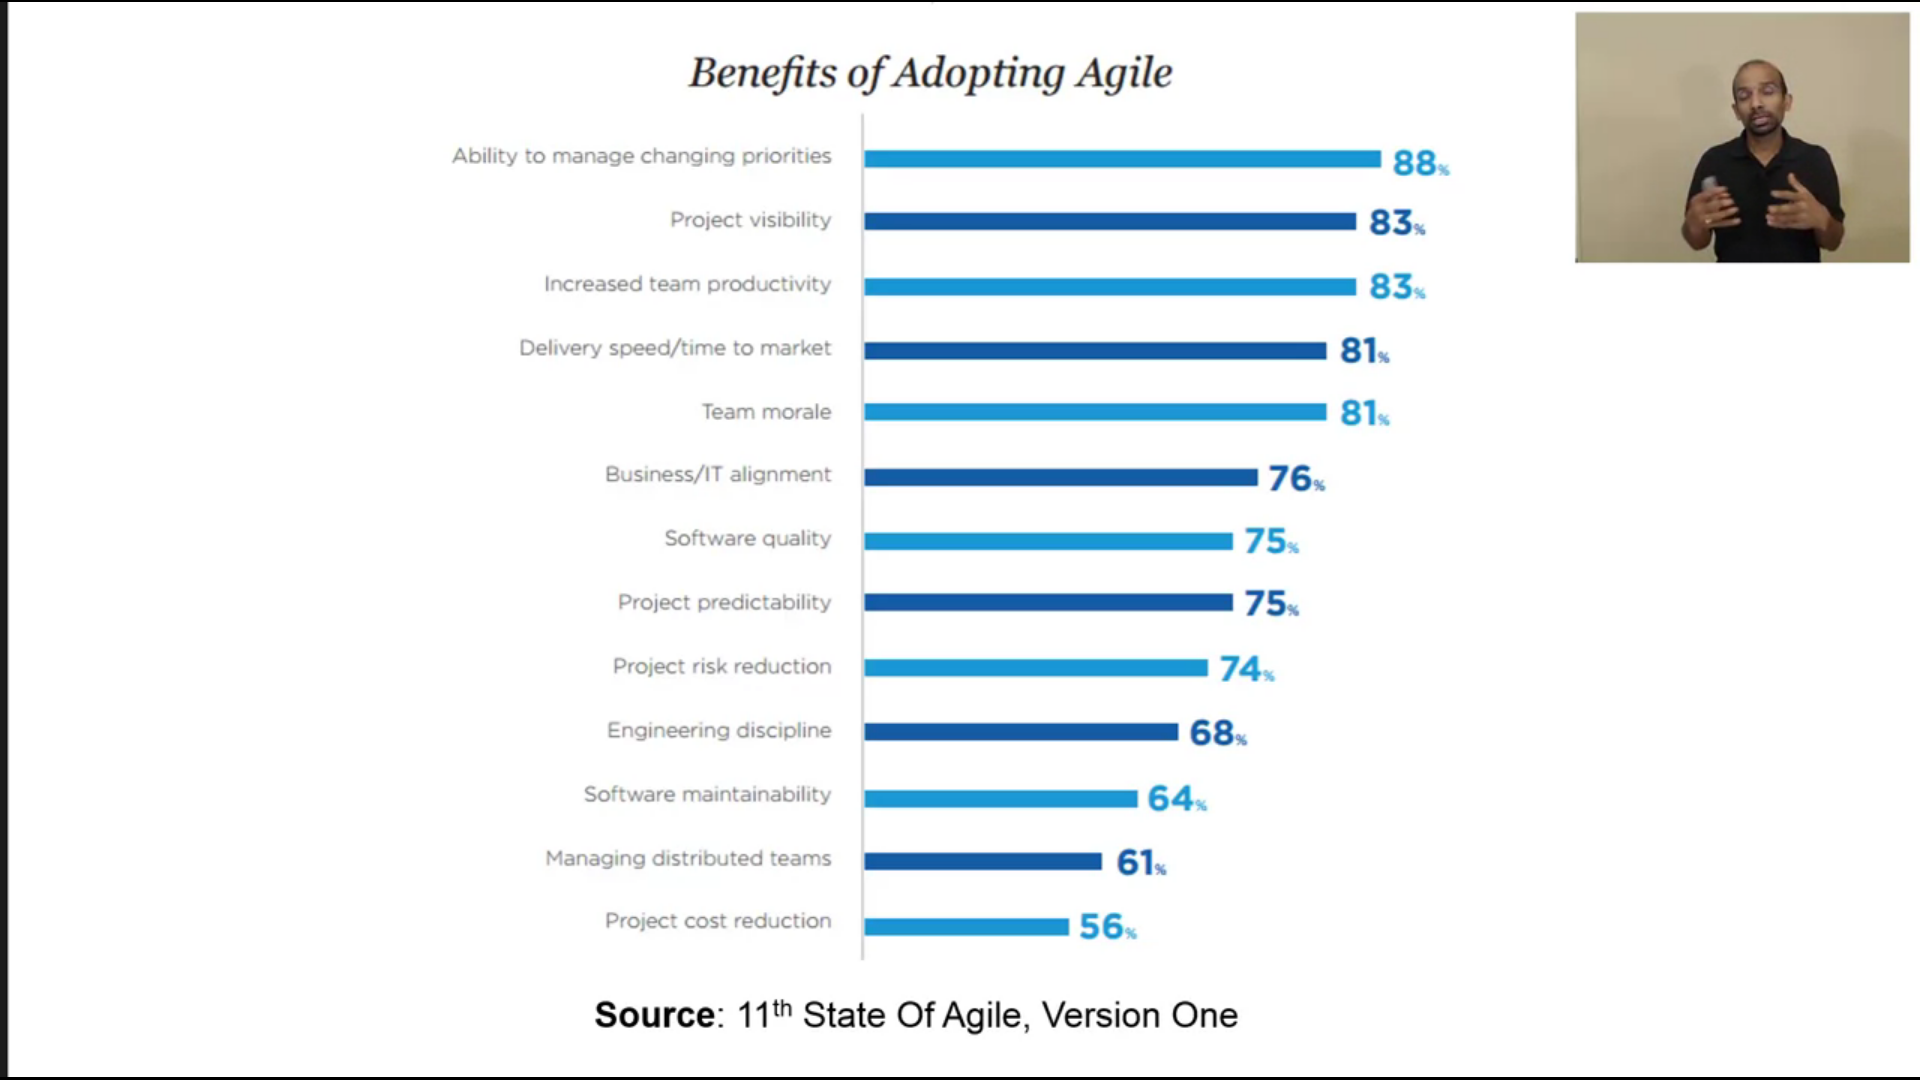 Benefits of Adopting Agile
Ability to manage changing priorities 88%
Project visibility 83%
Increased team productivity 83%
Delivery speed/time to market 81%
Team morale 81%
Business/IT alignment 76%
Software quality 75%
Project predictability 75%
Project risk reduction 74%
Engineering discipline 68%
Software maintainability 64%
Managing distributed teams 61%
Project cost reduction 56%
Source: 11th State Of Agile, Version One